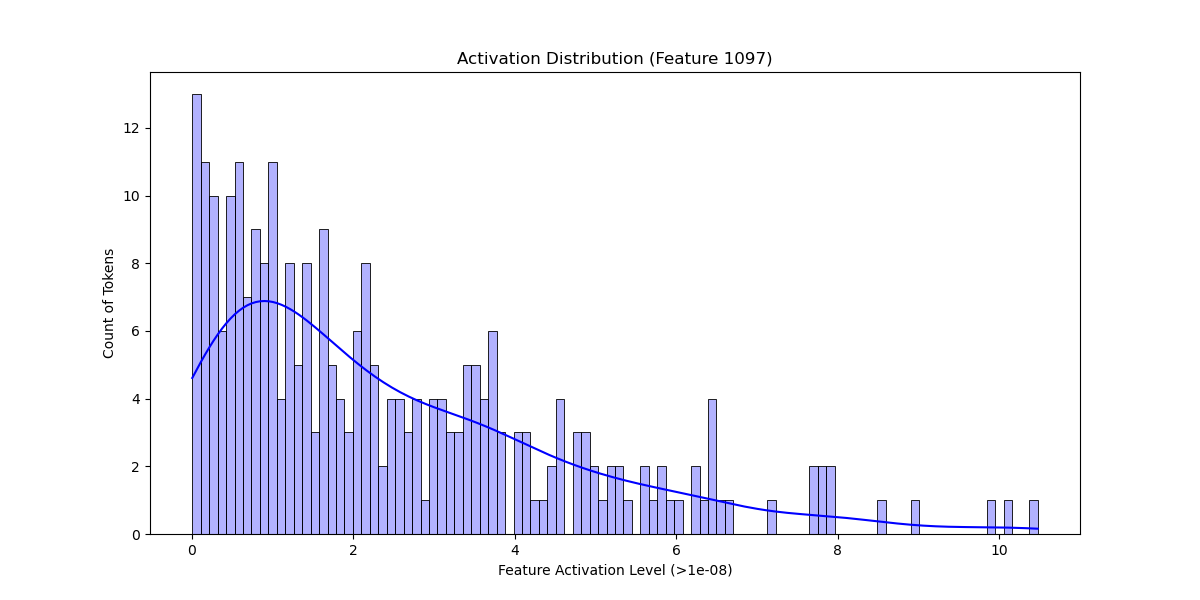 Activation Distribution (Feature 1097)
Count of Tokens
12
10
8
6
4
2
0
0 2 4 6 8 10
Feature Activation Level (>1e-08)